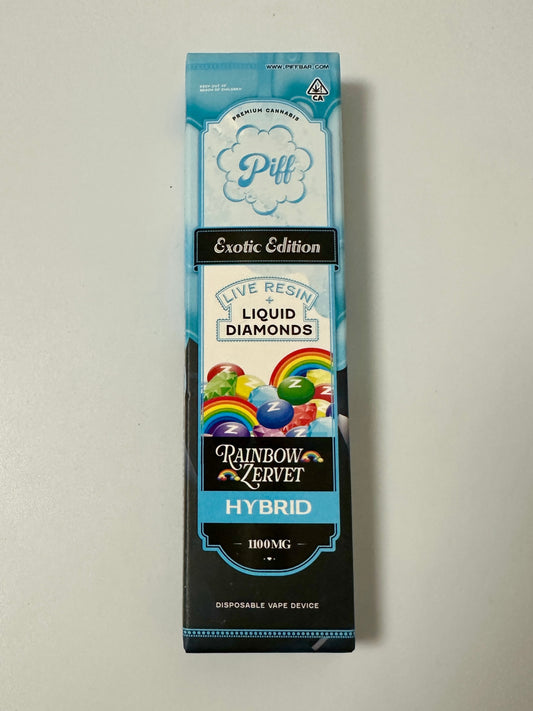 WWW.PIFFBAR.COM
KEEP OUT OF
REACH OF CHILDREN
CA
PREMIUM CANNABIS
Piff
Exotic Edition
LIVE RESIN
+
LIQUID
DIAMONDS
Z
Z
Z
Z
Z
RAINBOW
ZERVET
HYBRID
1100MG
DISPOSABLE VAPE DEVICE